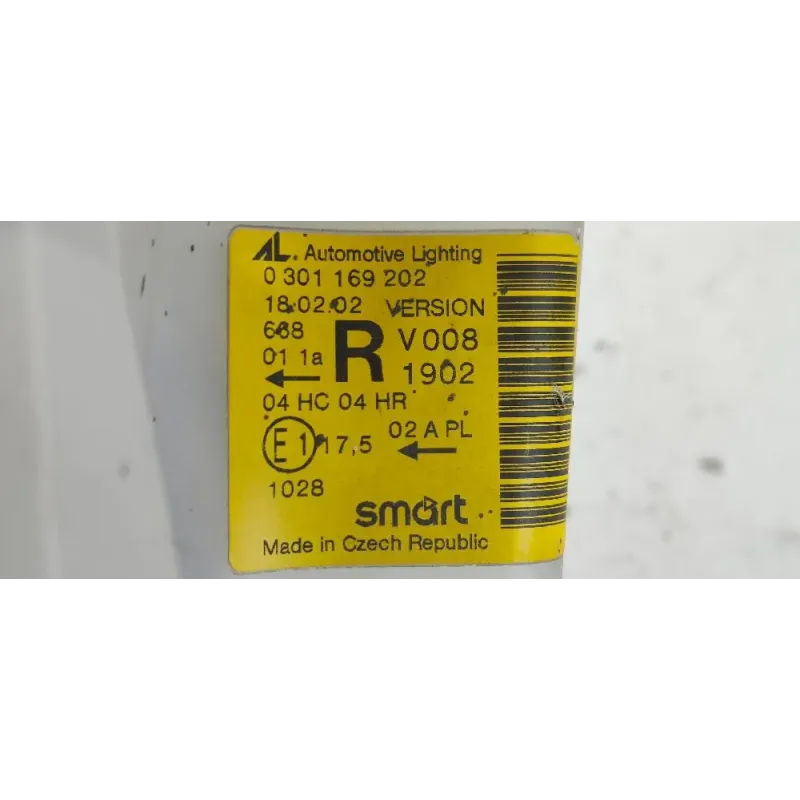 AL. Automotive Lighting
0 301 169 202
18.02.02 VERSION
668 R V 008
01 1a 1902
04 HC 04 HR
E1 17,5 02 A PL
1028
smart
Made in Czech Republic